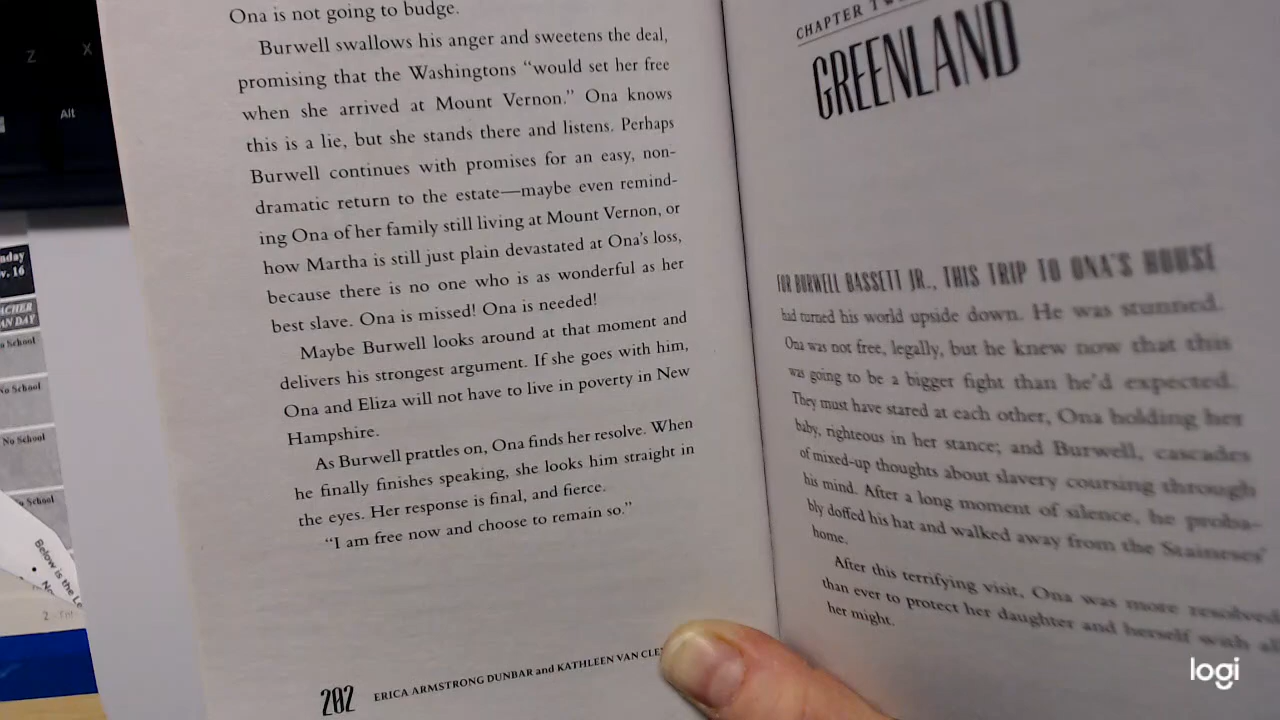 Z
X
Alt
nday
v. 16
ACHER
AN DAY
o School
No School
No School
School
Below is the Le
No
2
Ona is not going to budge.
Burwell swallows his anger and sweetens the deal,
promising that the Washingtons “would set her free
when she arrived at Mount Vernon.” Ona knows
this is a lie, but she stands there and listens. Perhaps
Burwell continues with promises for an easy, non-
dramatic return to the estate—maybe even remind-
ing Ona of her family still living at Mount Vernon, or
how Martha is still just plain devastated at Ona’s loss,
because there is no one who is as wonderful as her
best slave. Ona is missed! Ona is needed!
Maybe Burwell looks around at that moment and
delivers his strongest argument. If she goes with him,
Ona and Eliza will not have to live in poverty in New
Hampshire.
As Burwell prattles on, Ona finds her resolve. When
he finally finishes speaking, she looks him straight in
the eyes. Her response is final, and fierce.
“I am free now and choose to remain so.”
202 ERICA ARMSTRONG DUNBAR and KATHLEEN VAN CLE
CHAPTER TW
GREENLAND
FOR BURWELL BASSETT JR., THIS TRIP TO ONA’S HOUSE
had turned his world upside down. He was stunned.
Ona was not free, legally, but he knew now that this
was going to be a bigger fight than he’d expected.
They must have stared at each other, Ona holding her
baby, righteous in her stance; and Burwell, cascades
of mixed-up thoughts about slavery coursing through
his mind. After a long moment of silence, he proba-
bly doffed his hat and walked away from the Staineses’
home.
After this terrifying visit, Ona was more resolved
than ever to protect her daughter and herself with al
her might.
logi